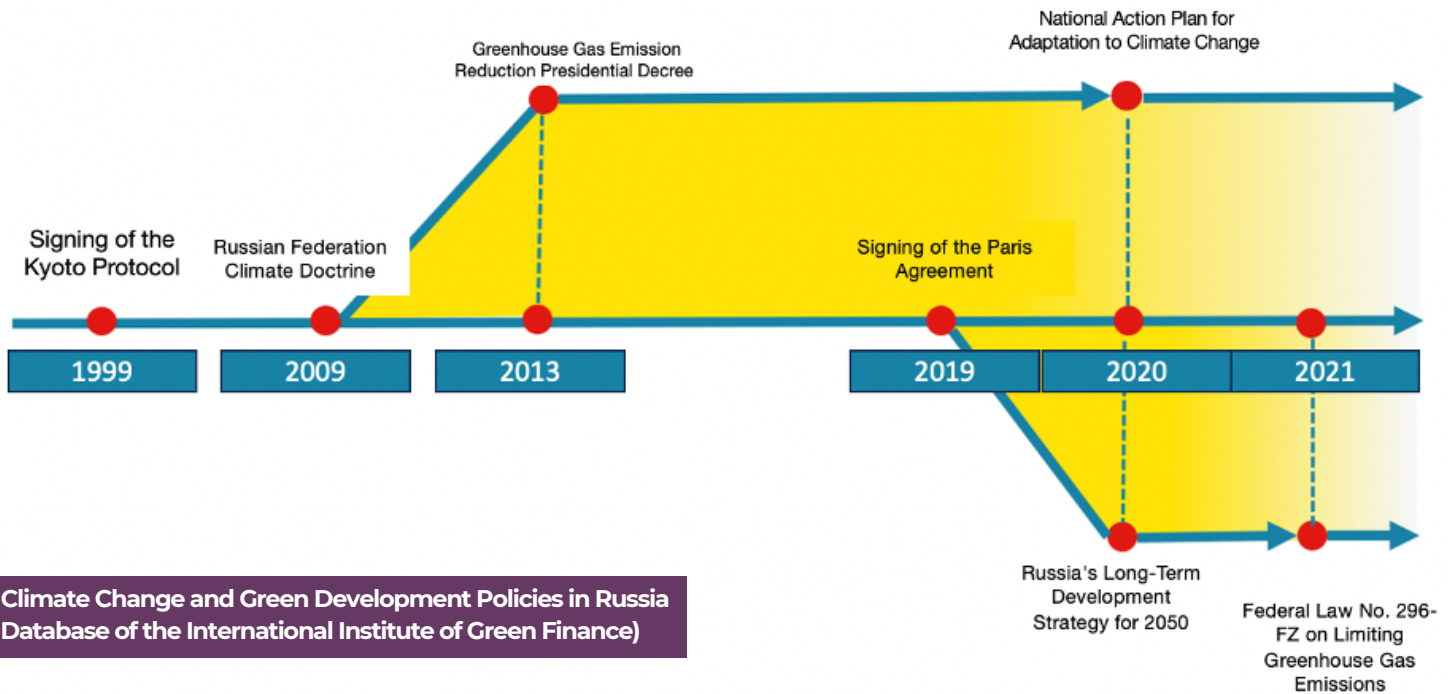 National Action Plan for
Adaptation to Climate Change
Greenhouse Gas Emission
Reduction Presidential Decree
Signing of the
Kyoto Protocol
Russian Federation
Climate Doctrine
Signing of the Paris
Agreement
1999
2009
2013
2019
2020
2021
Russia's Long-Term
Development
Strategy for 2050
Federal Law No. 296-
FZ on Limiting
Greenhouse Gas
Emissions
Climate Change and Green Development Policies in Russia
Database of the International Institute of Green Finance)